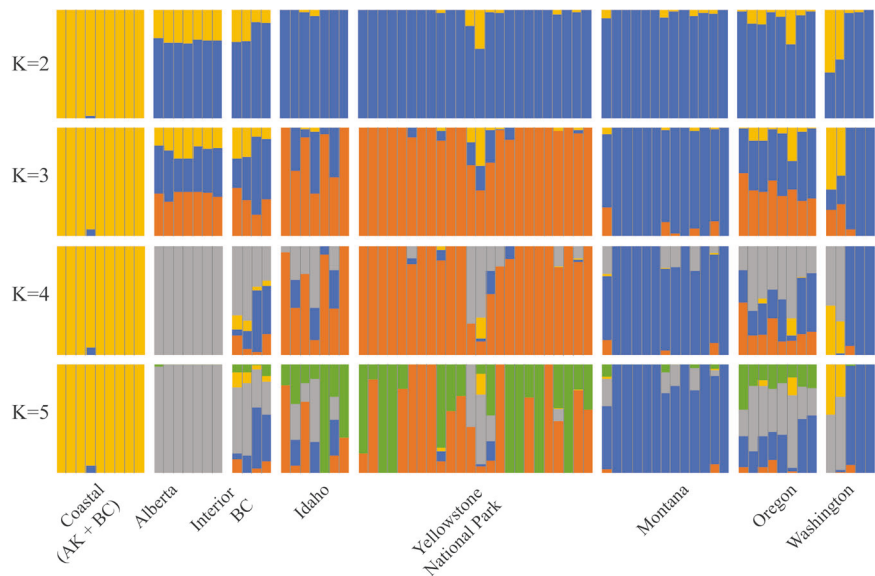 K=2
K=3
K=4
K=5
Coastal
(AK + BC)
Alberta
Interior
BC
Idaho
Yellowstone
National Park
Montana
Oregon
Washington